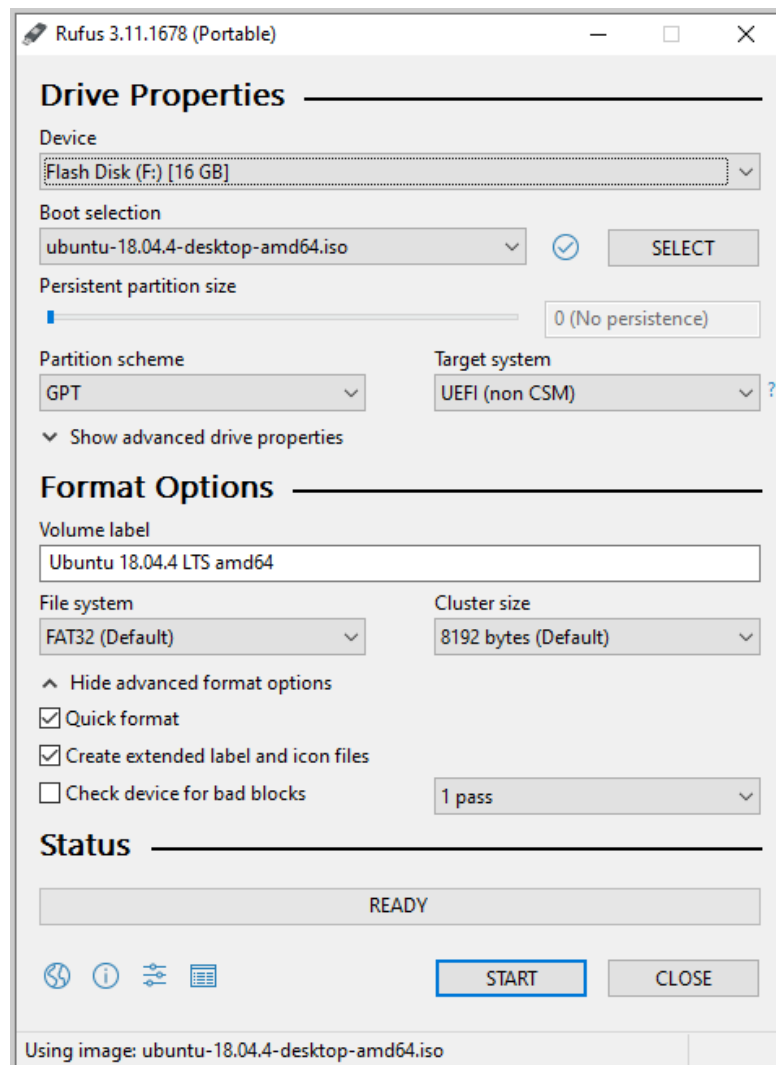 Rufus 3.11.1678 (Portable)
Drive Properties
Device
Flash Disk (F:) [16 GB]
Boot selection
ubuntu-18.04.4-desktop-amd64.iso
SELECT
Persistent partition size
0 (No persistence)
Partition scheme
Target system
GPT
UEFI (non CSM)
?
Show advanced drive properties
Format Options
Volume label
Ubuntu 18.04.4 LTS amd64
File system
Cluster size
FAT32 (Default)
8192 bytes (Default)
Hide advanced format options
Quick format
Create extended label and icon files
Check device for bad blocks
1 pass
Status
READY
START
CLOSE
Using image: ubuntu-18.04.4-desktop-amd64.iso